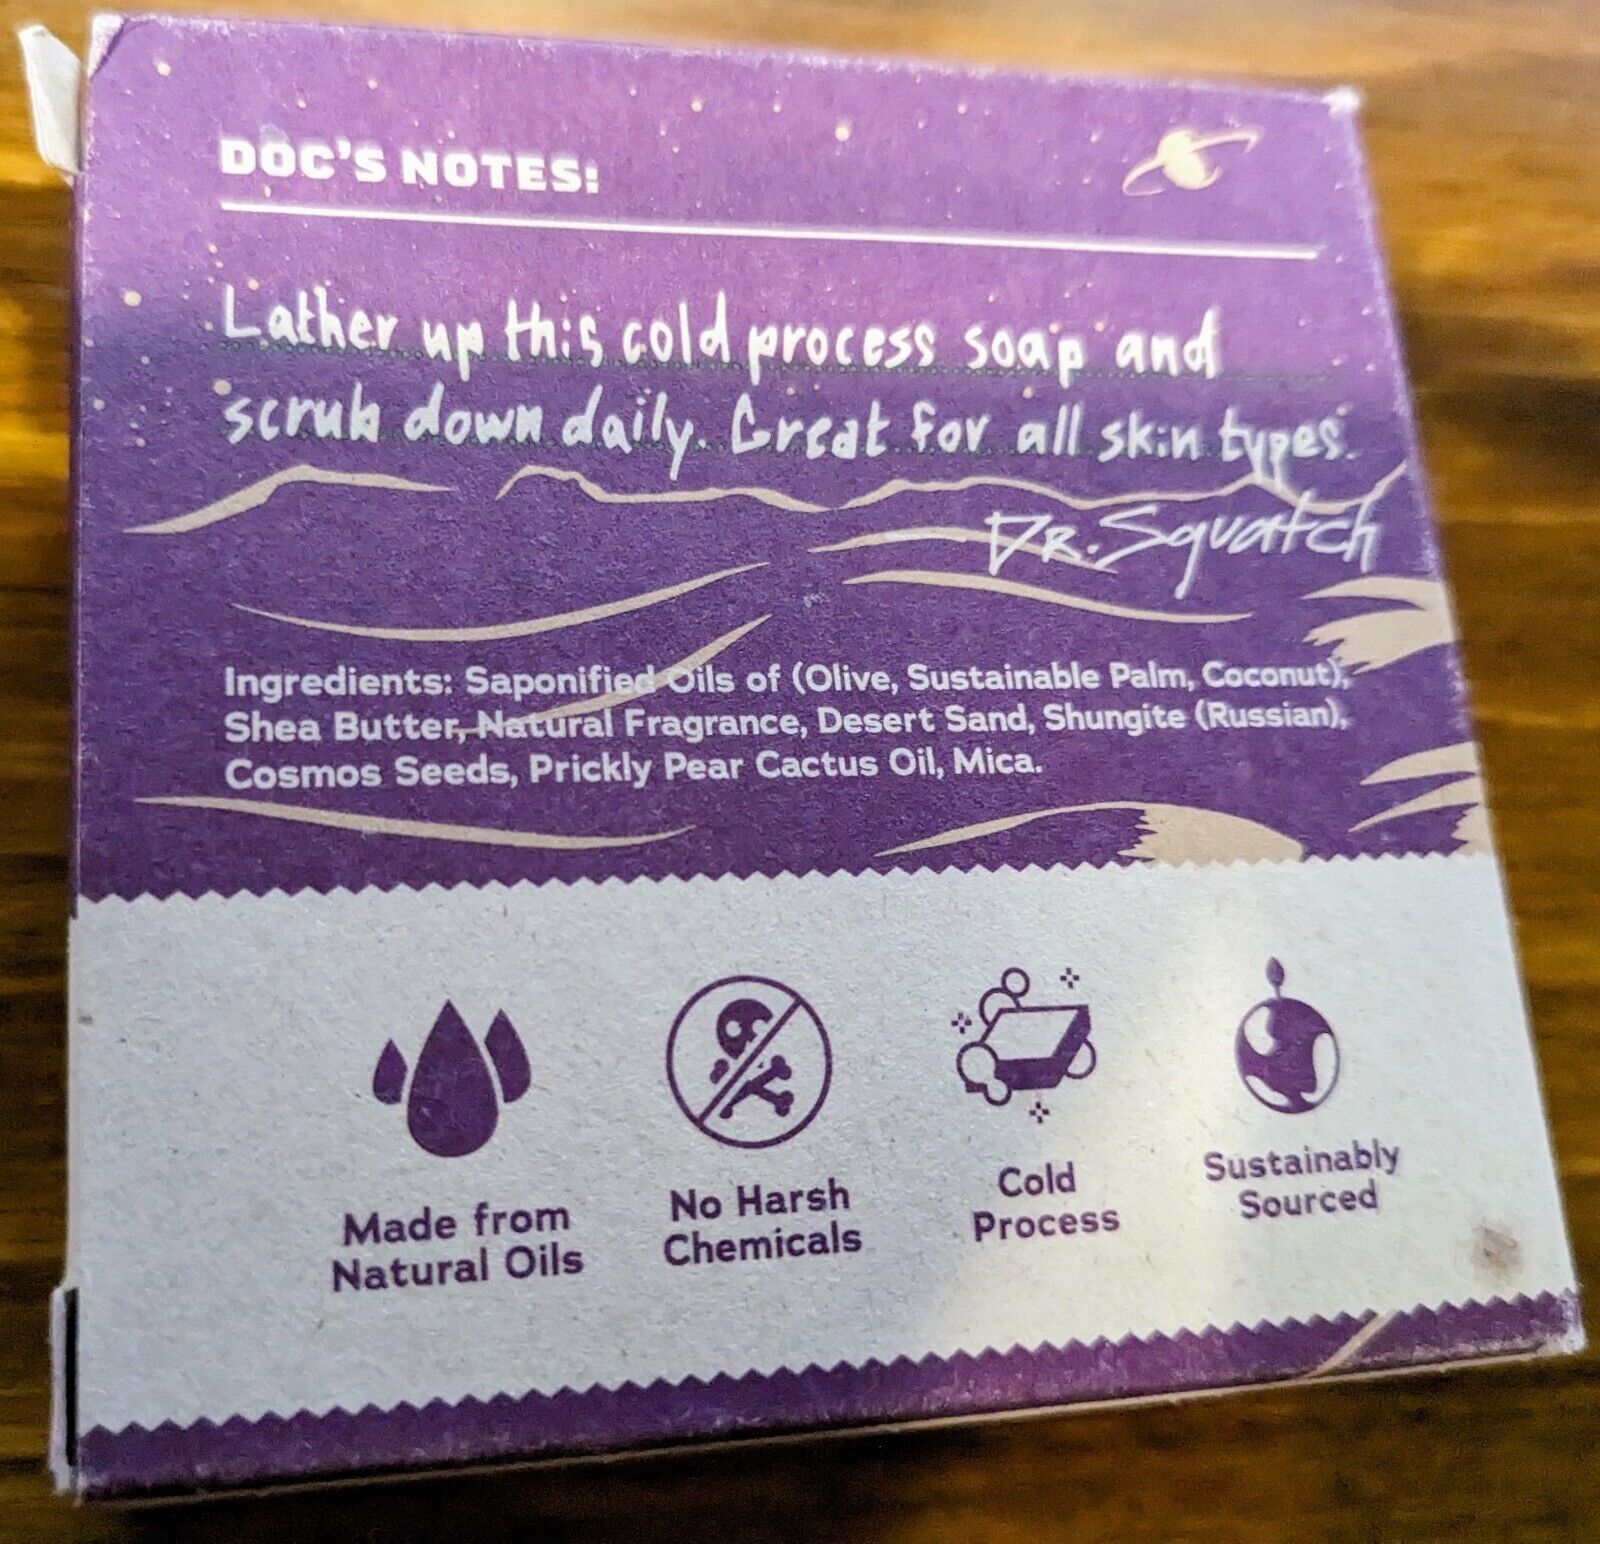 DOC'S NOTES:
Lather up this cold process soap and
scrub down daily. Great for all skin types.
Dr. Squatch
Ingredients: Saponified Oils of (Olive, Sustainable Palm, Coconut),
Shea Butter, Natural Fragrance, Desert Sand, Shungite (Russian),
Cosmos Seeds, Prickly Pear Cactus Oil, Mica.
Made from
Natural Oils
No Harsh
Chemicals
Cold
Process
Sustainably
Sourced